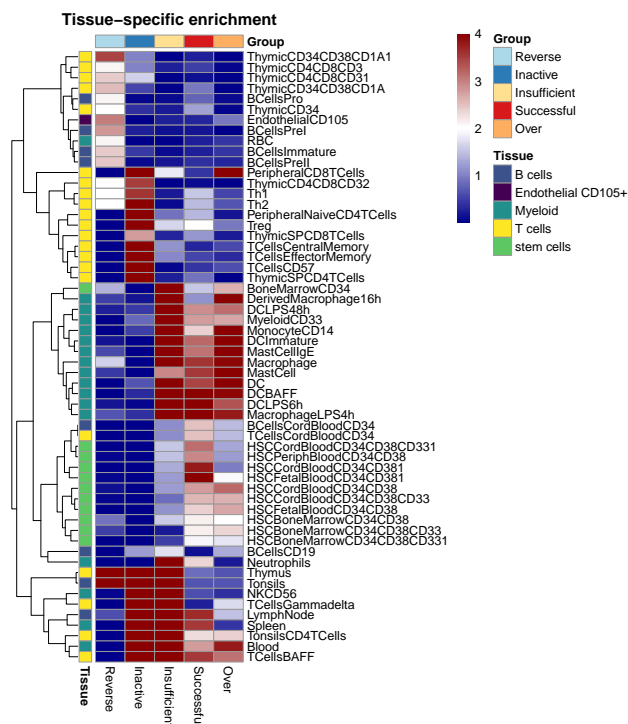 Tissue-specific enrichment
Group
ThymicCD34CD38CD1A1
ThymicCD4CD8CD3
ThymicCD4CD8CD31
ThymicCD34CD38CD1A
BCellsPro
ThymicCD34
EndothelialCD105
BCellsPreI
RBC
BCellsImmature
BCellsPreII
PeripheralCD8TCells
ThymicCD4CD8CD32
Th1
Th2
PeripheralNaiveCD4TCells
Treg
ThymicSPCD8TCells
TCellsCentralMemory
TCellsEffectorMemory
TCellsCD57
ThymicSPCD4TCells
BoneMarrowCD34
DerivedMacrophage16h
DCLPS48h
MyeloidCD33
MonocyteCD14
DCImmature
MastCellIgE
Macrophage
MastCell
DC
DCBAFF
DCLPS6h
MacrophageLPS4h
BCellsCordBloodCD34
TCellsCordBloodCD34
HSCCordBloodCD34CD38CD331
HSCPeriphBloodCD34CD38
HSCCordBloodCD34CD381
HSCFetalBloodCD34CD381
HSCCordBloodCD34CD38
HSCCordBloodCD34CD38CD33
HSCFetalBloodCD34CD38
HSCBoneMarrowCD34CD38
HSCBoneMarrowCD34CD38CD33
HSCBoneMarrowCD34CD38CD331
BCellsCD19
Neutrophils
Thymus
Tonsils
NKCD56
TCellsGammadelta
LymphNode
Spleen
TonsilsCD4TCells
Blood
TCellsBAFF
Tissue
Reverse
Inactive
Insufficient
Successful
Over
4
3
2
1
Group
Reverse
Inactive
Insufficient
Successful
Over
Tissue
B cells
Endothelial CD105+
Myeloid
T cells
stem cells